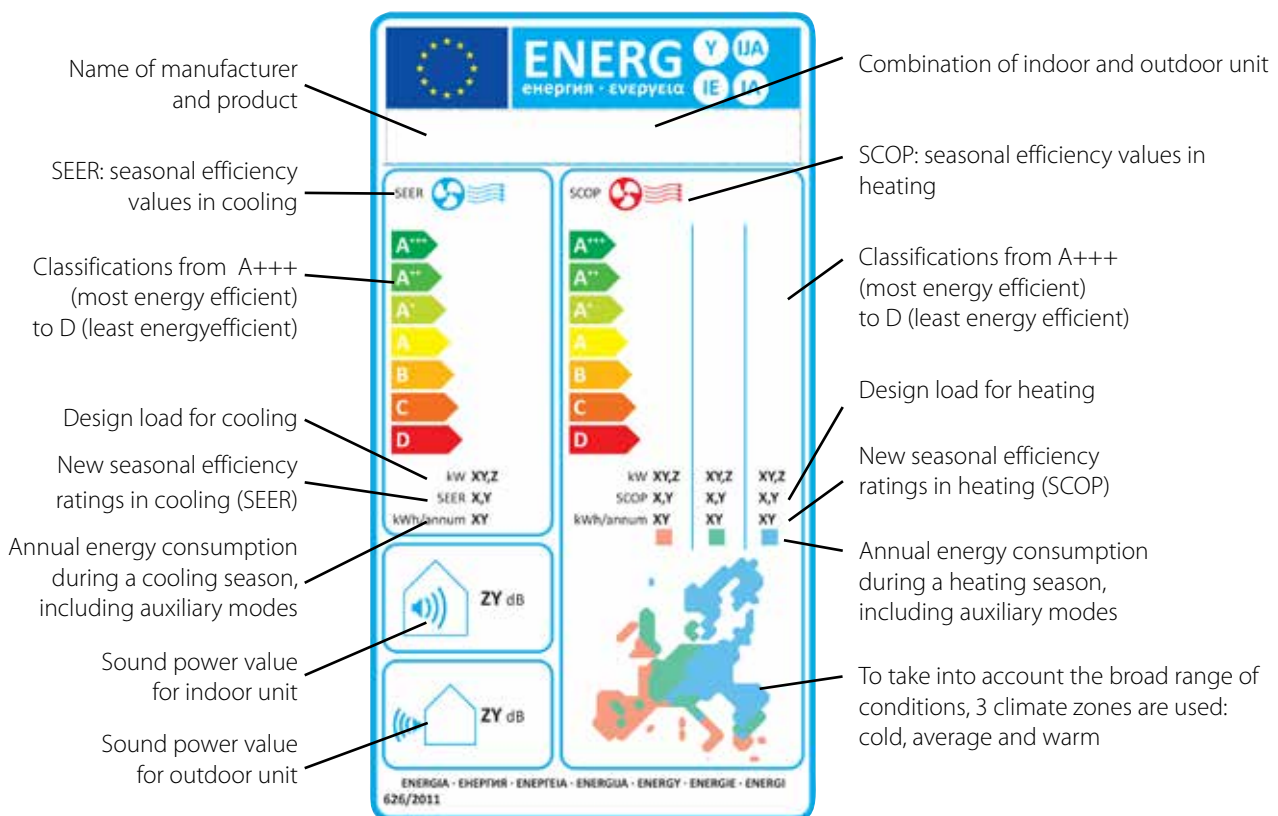 Name of manufacturer
and product
SEER: seasonal efficiency
values in cooling
Classifications from A+++
(most energy efficient)
to D (least energyefficient)
Design load for cooling
New seasonal efficiency
ratings in cooling (SEER)
Annual energy consumption
during a cooling season,
including auxiliary modes
Sound power value
for indoor unit
Sound power value
for outdoor unit
ENERG
енергия · ενεργεια
Y IJA
IE IA
SEER
A+++
A++
A+
A
B
C
D
kW XY,Z
SEER X,Y
kWh/annum XY
ZY dB
ZY dB
SCOP
A+++
A++
A+
A
B
C
D
kW XY,Z XY,Z XY,Z
SCOP X,Y X,Y X,Y
kWh/annum XY XY XY
ENERGIA · ЕНЕРГИЯ · ΕΝΕΡΓΕΙΑ · ENERGIJA · ENERGY · ENERGIE · ENERGI
626/2011
Combination of indoor and outdoor unit
SCOP: seasonal efficiency values in
heating
Classifications from A+++
(most energy efficient)
to D (least energy efficient)
Design load for heating
New seasonal efficiency
ratings in heating (SCOP)
Annual energy consumption
during a heating season,
including auxiliary modes
To take into account the broad range of
conditions, 3 climate zones are used:
cold, average and warm